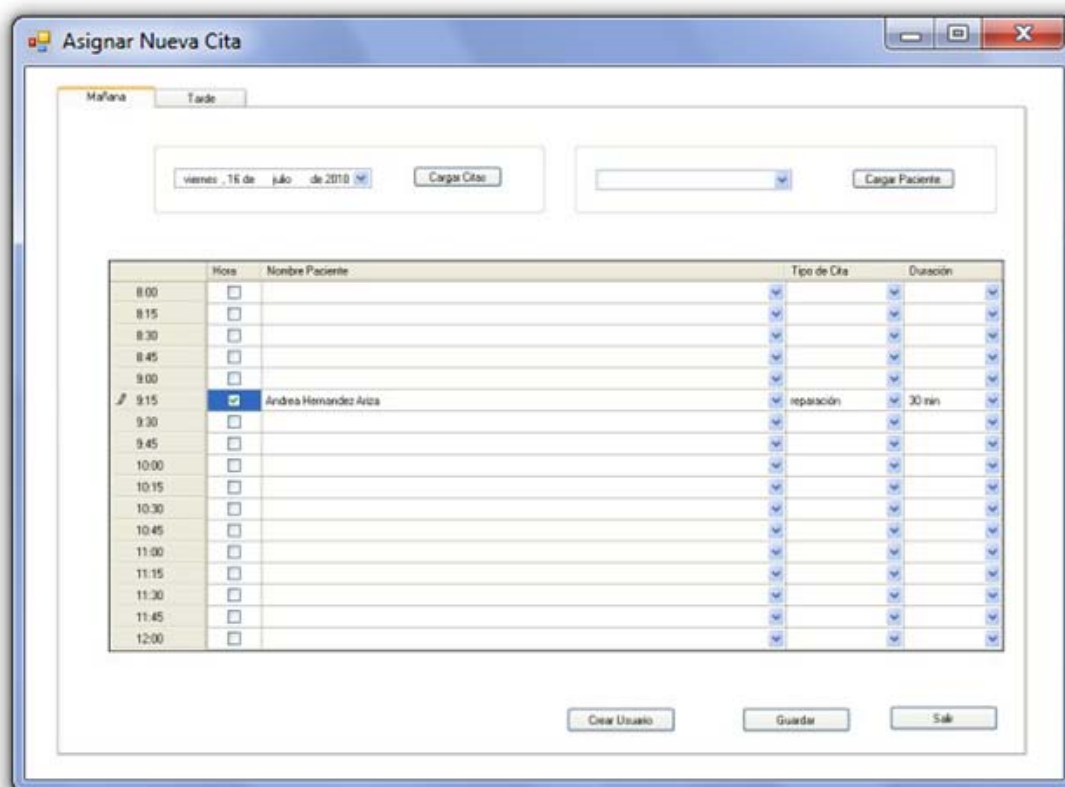 Asignar Nueva Cita
Mañana Tarde
viernes , 16 de julio de 2010 Cargar Citas Cargar Paciente
Hora Nombre Paciente Tipo de Cita Duración
8:00
8:15
8:30
8:45
9:00
9:15 Andrea Hernandez Ariza reparación 30 min
9:30
9:45
10:00
10:15
10:30
10:45
11:00
11:15
11:30
11:45
12:00
Crear Usuario Guardar Salir